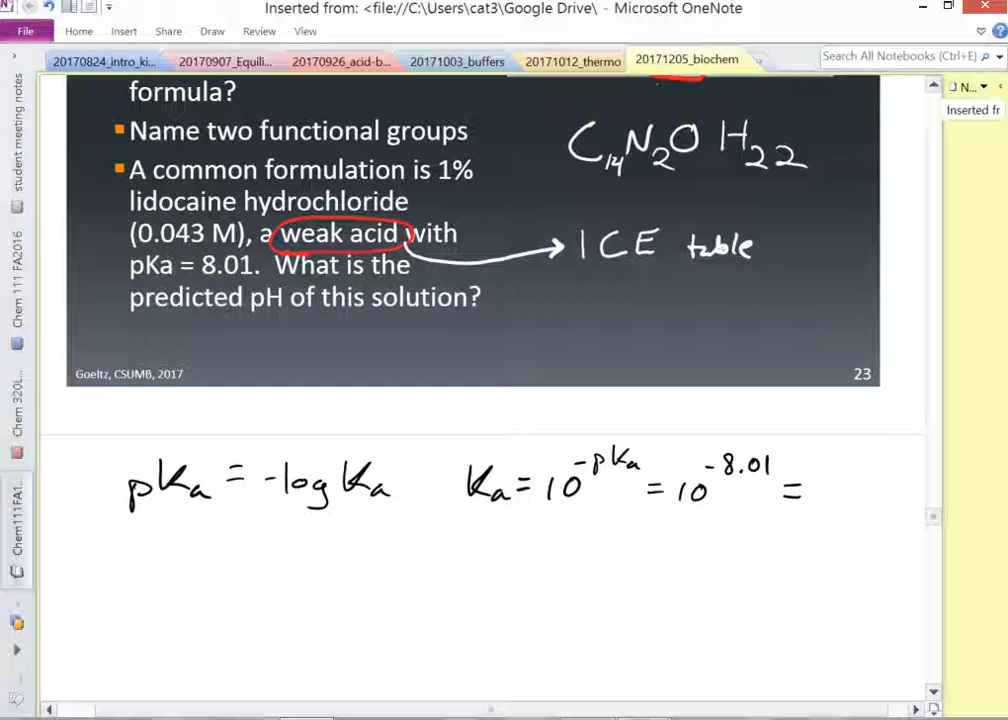 Inserted from: <file://C:\Users\cat3\Google Drive\ - Microsoft OneNote
File Home Insert Share Draw Review View
20170824_intro_ki... 20170907_Equili... 20170926_acid-b... 20171003_buffers 20171012_thermo 20171205_biochem
Search All Notebooks (Ctrl+E)
N...
Inserted fr
student meeting notes
Chem 111 FA2016
Chem 320L...
Chem111FA1...
formula?
Name two functional groups
A common formulation is 1%
lidocaine hydrochloride
(0.043 M), a weak acid with
pKa = 8.01. What is the
predicted pH of this solution?
C₁₄N₂O H₂₂
ICE table
Goeltz, CSUMB, 2017
23
pKₐ = -log Kₐ Kₐ = 10^-pKₐ = 10^-8.01 =